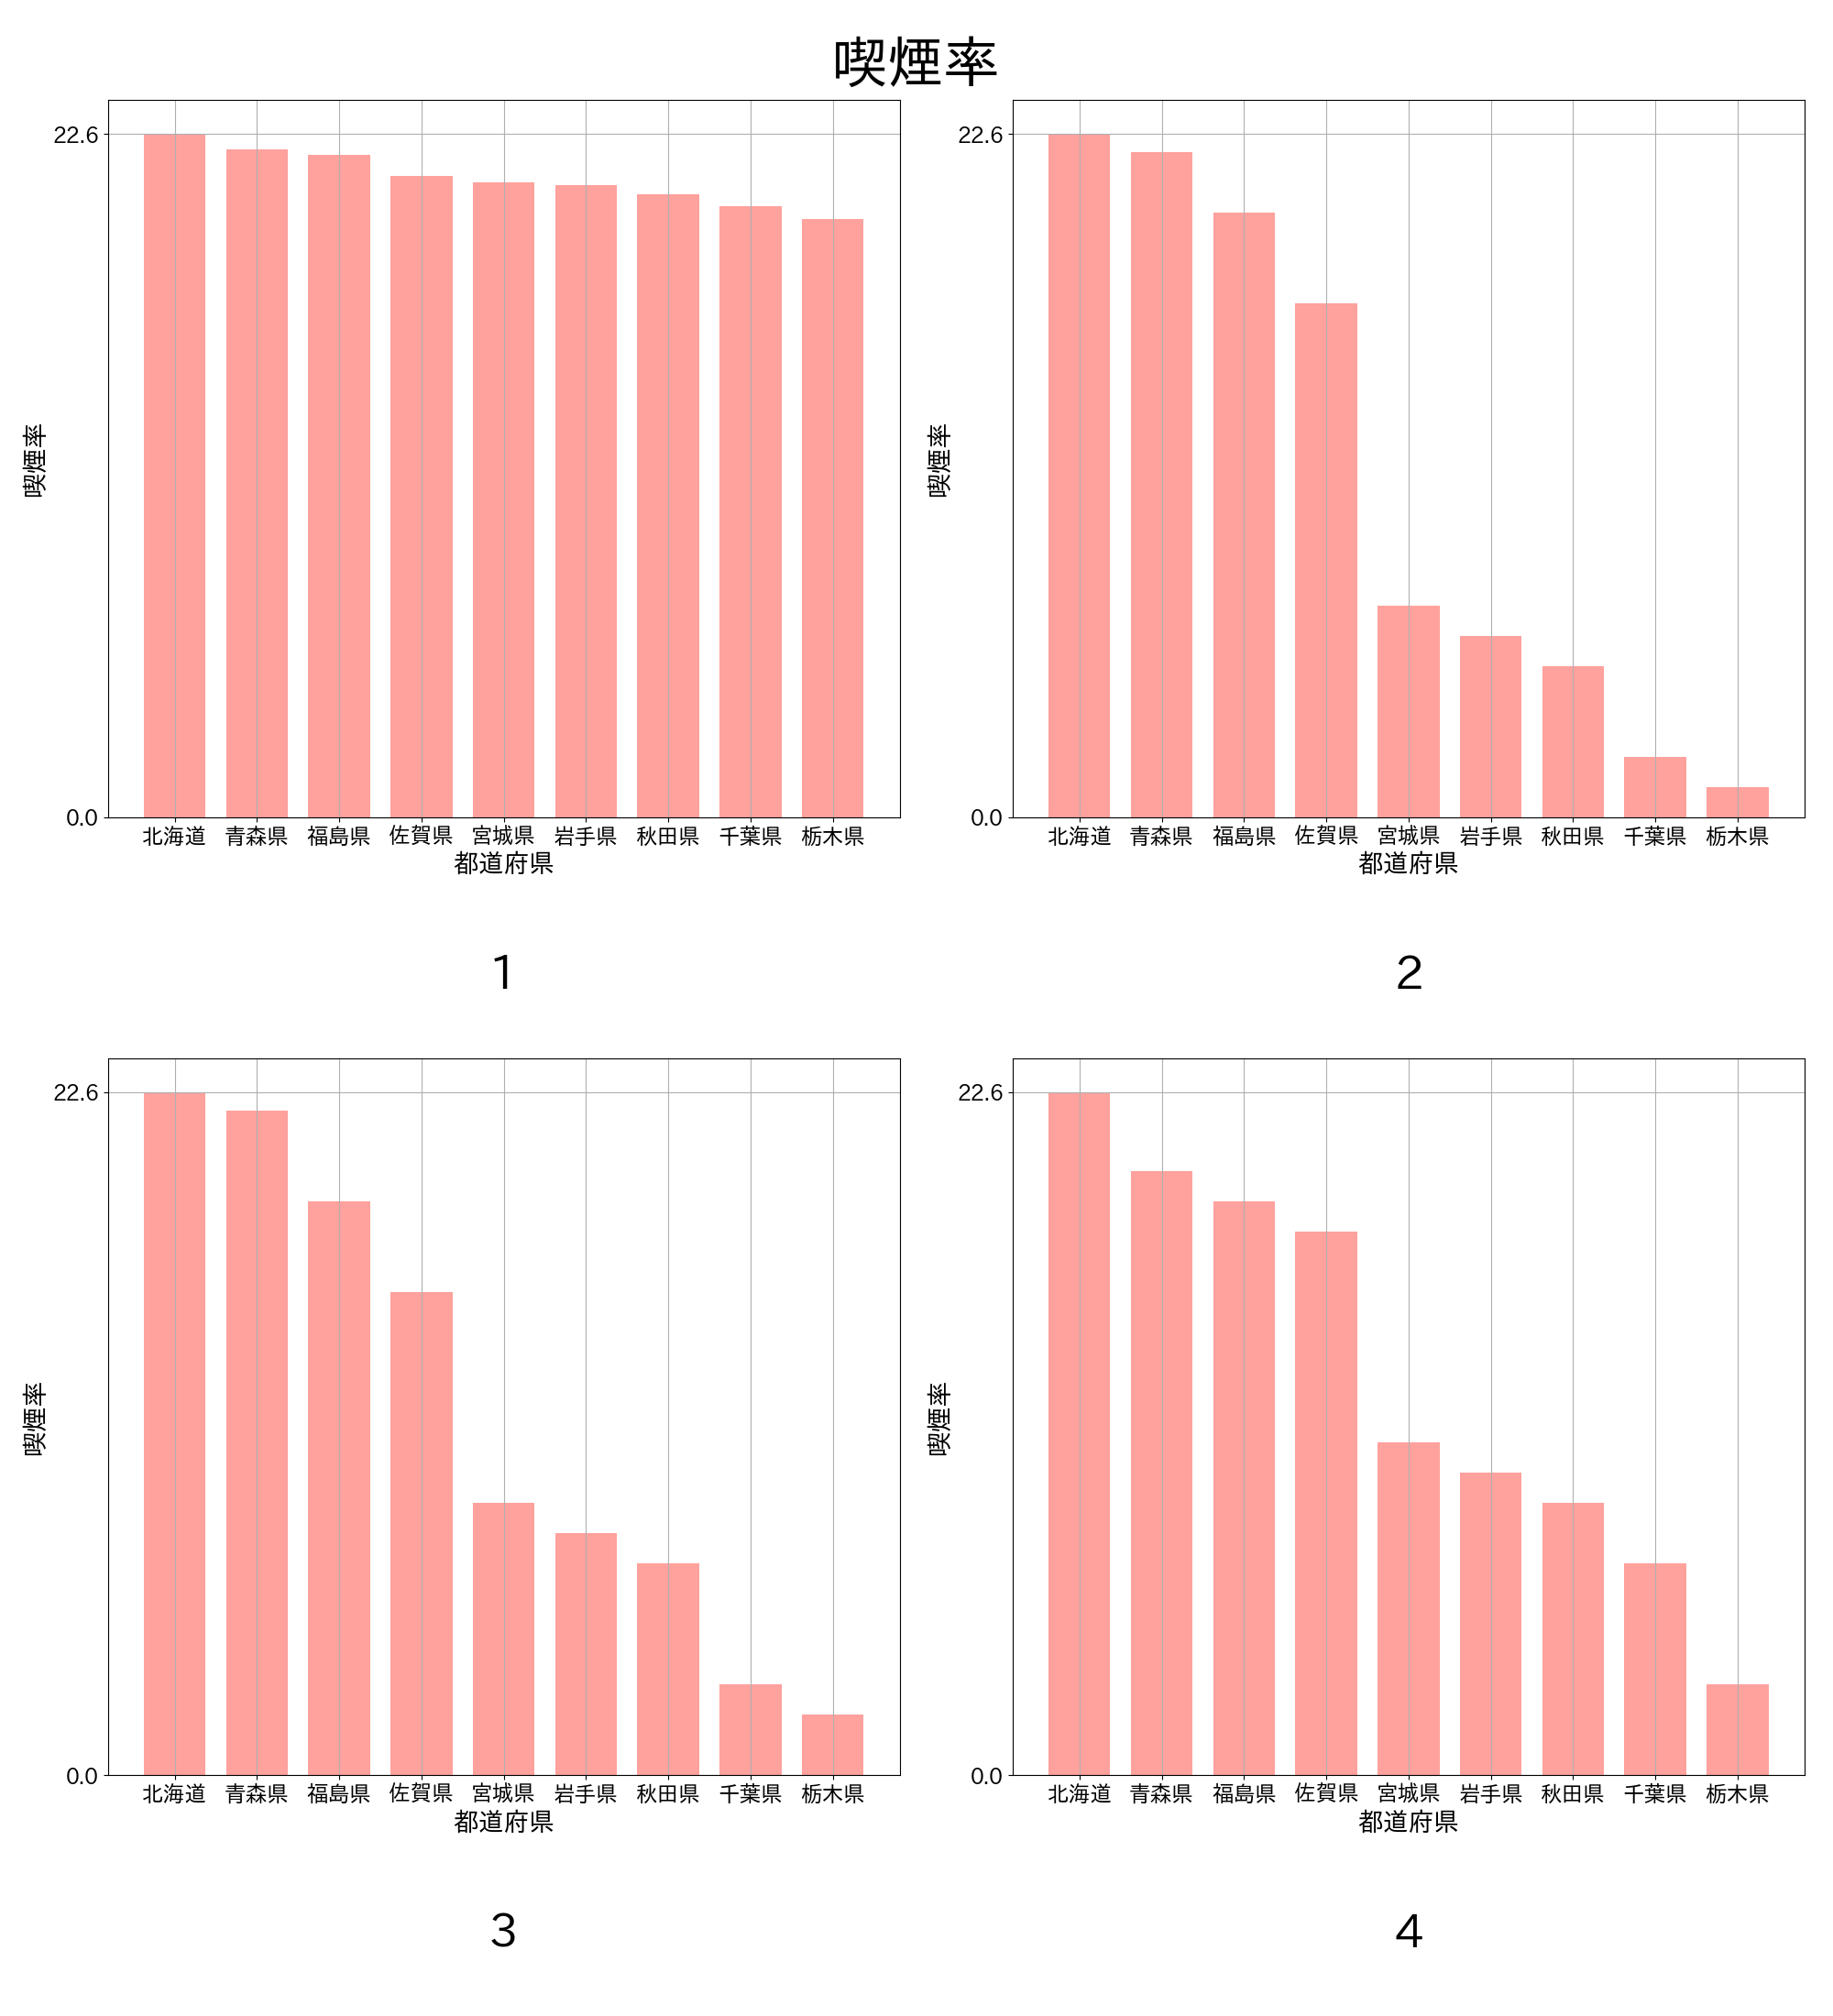 喫煙率
22.6
0.0
喫煙率
北海道 青森県 福島県 佐賀県 宮城県 岩手県 秋田県 千葉県 栃木県
都道府県
1
22.6
0.0
喫煙率
北海道 青森県 福島県 佐賀県 宮城県 岩手県 秋田県 千葉県 栃木県
都道府県
2
22.6
0.0
喫煙率
北海道 青森県 福島県 佐賀県 宮城県 岩手県 秋田県 千葉県 栃木県
都道府県
3
22.6
0.0
喫煙率
北海道 青森県 福島県 佐賀県 宮城県 岩手県 秋田県 千葉県 栃木県
都道府県
4